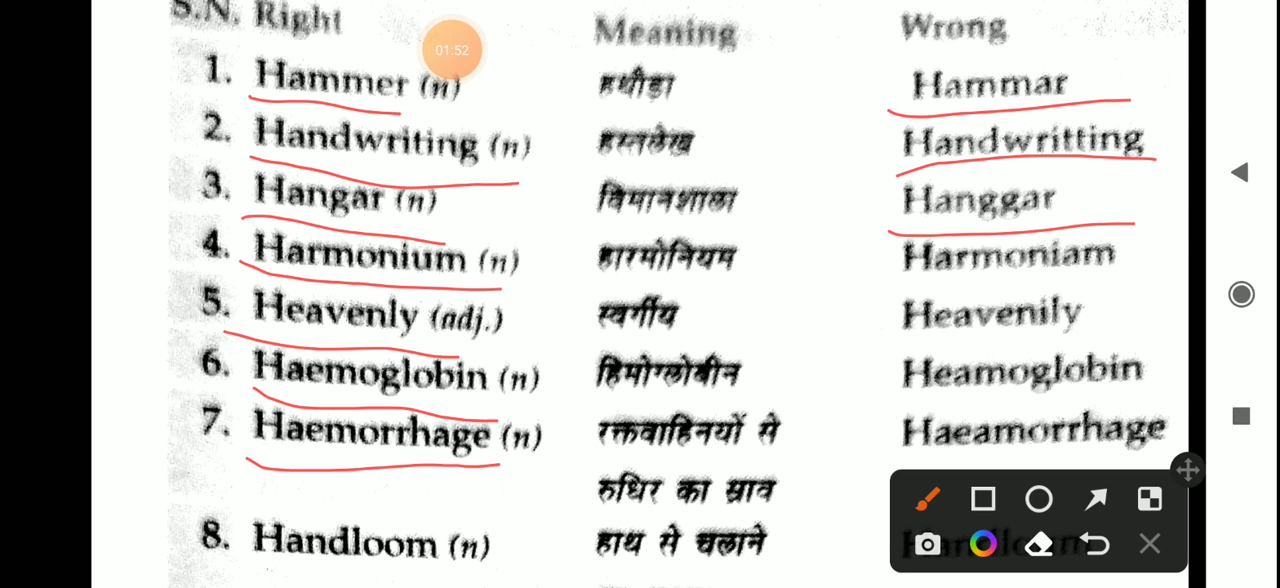 S.N. Right Meaning Wrong
01:52
1. Hammer (n) हथौड़ा Hammar
2. Handwriting (n) हस्तलेख Handwritting
3. Hangar (n) विमानशाला Hanggar
4. Harmonium (n) हारमोनियम Harmoniam
5. Heavenly (adj.) स्वर्गीय Heavenily
6. Haemoglobin (n) हिमोग्लोबीन Heamoglobin
7. Haemorrhage (n) रक्तवाहिनयों से Haeamorrhage
रुधिर का स्राव
8. Handloom (n) हाथ से चलाने